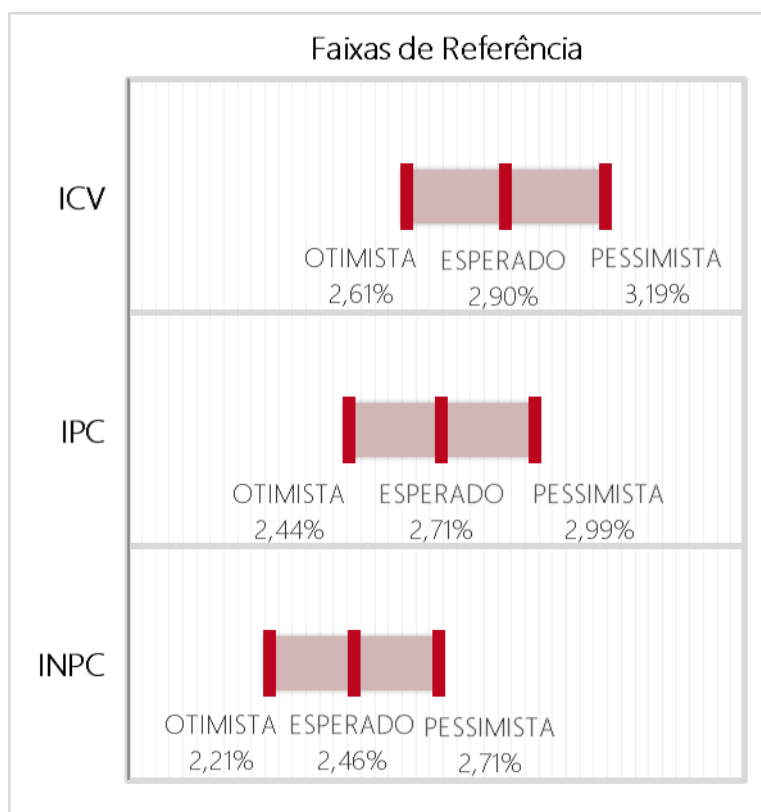 Faixas de Referência
ICV
OTIMISTA ESPERADO PESSIMISTA
2,61% 2,90% 3,19%
IPC
OTIMISTA ESPERADO PESSIMISTA
2,44% 2,71% 2,99%
INPC
OTIMISTA ESPERADO PESSIMISTA
2,21% 2,46% 2,71%